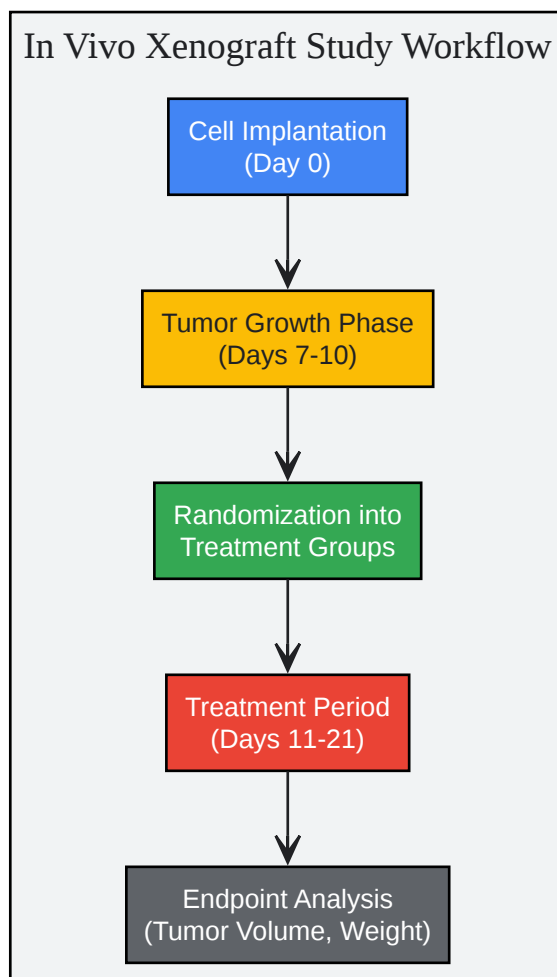 In Vivo Xenograft Study Workflow
Cell Implantation
(Day 0)
Tumor Growth Phase
(Days 7-10)
Randomization into
Treatment Groups
Treatment Period
(Days 11-21)
Endpoint Analysis
(Tumor Volume, Weight)